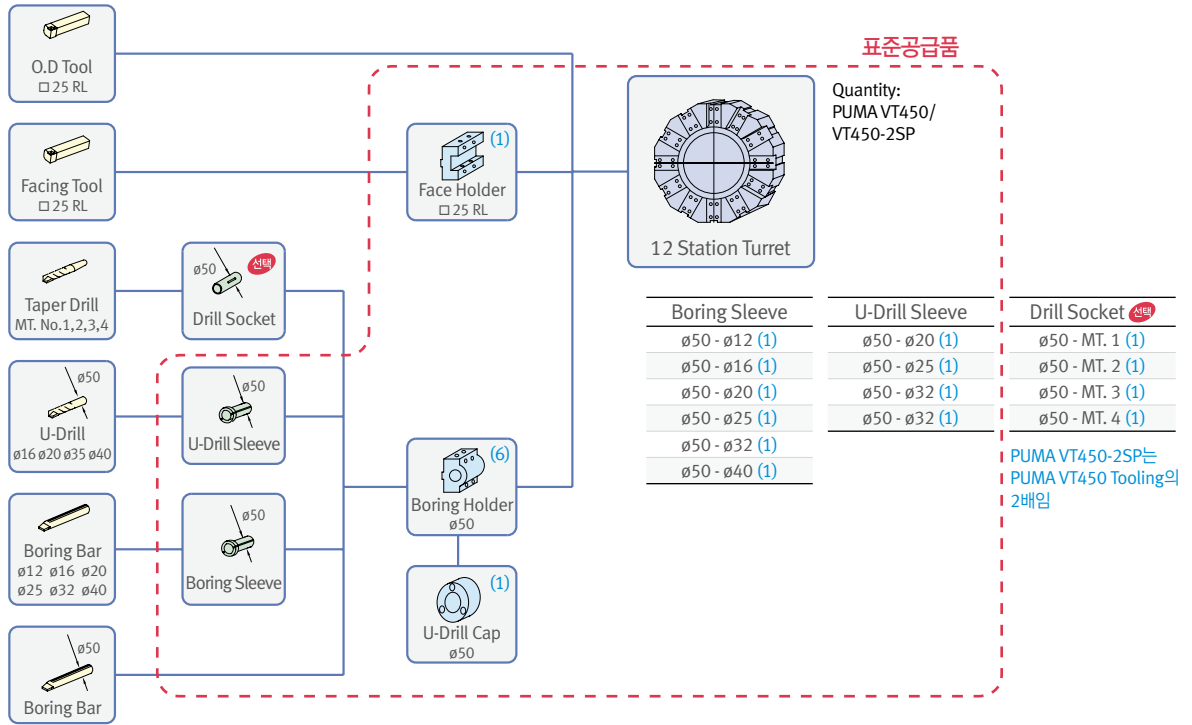 O.D Tool
□ 25 RL
Facing Tool
□ 25 RL
Taper Drill
MT. No.1,2,3,4
ø50
U-Drill
ø16 ø20 ø35 ø40
Boring Bar
ø12 ø16 ø20
ø25 ø32 ø40
ø50
Boring Bar
ø50
선택
Drill Socket
ø50
U-Drill Sleeve
ø50
Boring Sleeve
(1)
Face Holder
□ 25 RL
(6)
Boring Holder
ø50
(1)
U-Drill Cap
ø50
표준공급품
12 Station Turret
Quantity:
PUMA VT450/
VT450-2SP
Boring Sleeve
ø50 - ø12 (1)
ø50 - ø16 (1)
ø50 - ø20 (1)
ø50 - ø25 (1)
ø50 - ø32 (1)
ø50 - ø40 (1)
U-Drill Sleeve
ø50 - ø20 (1)
ø50 - ø25 (1)
ø50 - ø32 (1)
ø50 - ø32 (1)
Drill Socket 선택
ø50 - MT. 1 (1)
ø50 - MT. 2 (1)
ø50 - MT. 3 (1)
ø50 - MT. 4 (1)
PUMA VT450-2SP는
PUMA VT450 Tooling의
2배임